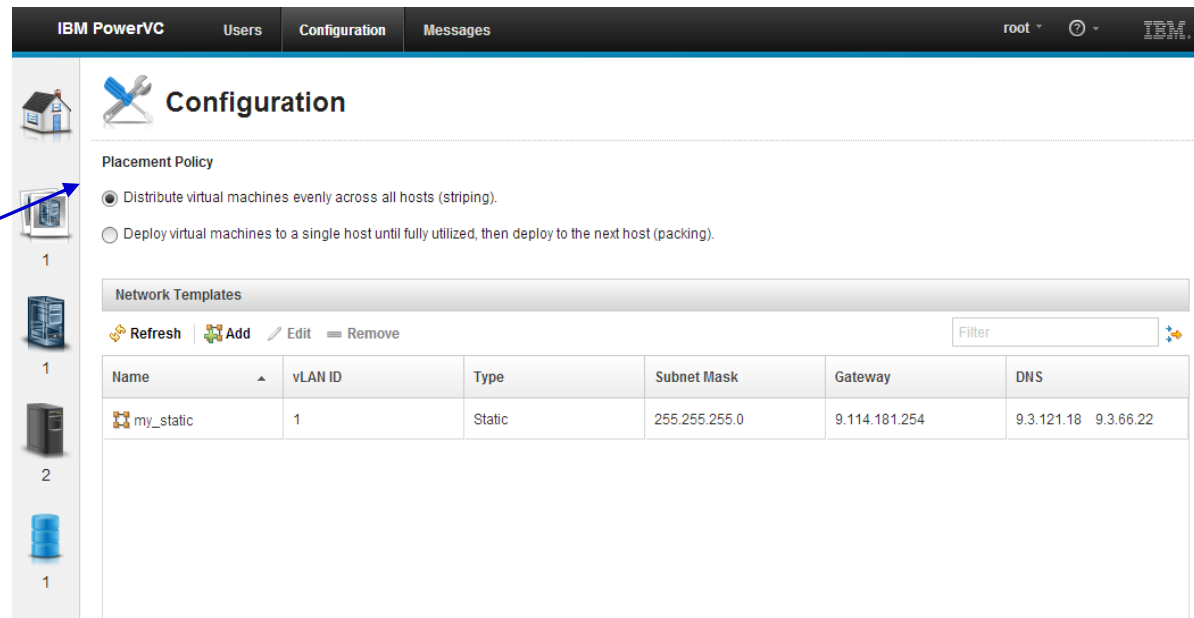 IBM PowerVC Users Configuration Messages root ? IBM.
Configuration
Placement Policy
Distribute virtual machines evenly across all hosts (striping).
Deploy virtual machines to a single host until fully utilized, then deploy to the next host (packing).
1
Network Templates
Refresh Add Edit Remove Filter
1
Name vLAN ID Type Subnet Mask Gateway DNS
my_static 1 Static 255.255.255.0 9.114.181.254 9.3.121.18 9.3.66.22
2
1